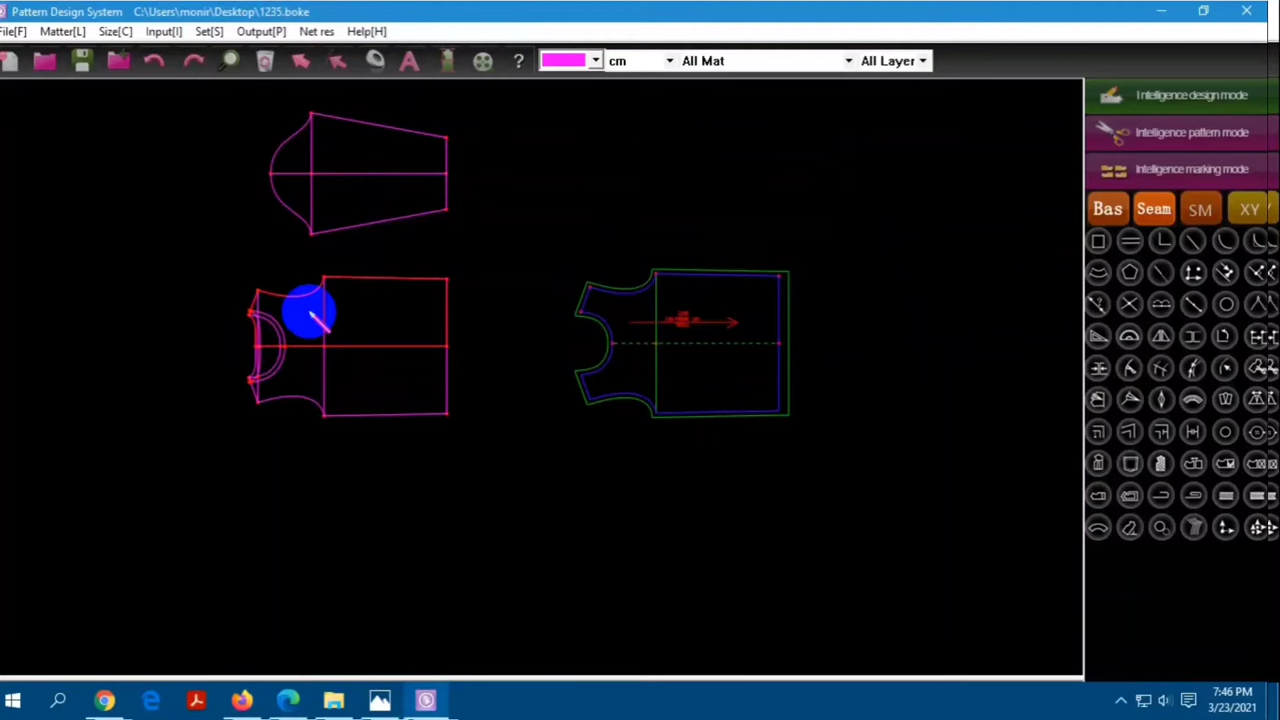 Pattern Design System C:\Users\monir\Desktop\1235.boke
File[F] Matter[L] Size[C] Input[I] Set[S] Output[P] Net res Help[H]
A ? cm All Mat All Layer
Intelligence design mode
Intelligence pattern mode
Intelligence marking mode
Bas Seam SM XY
7:46 PM
3/23/2021